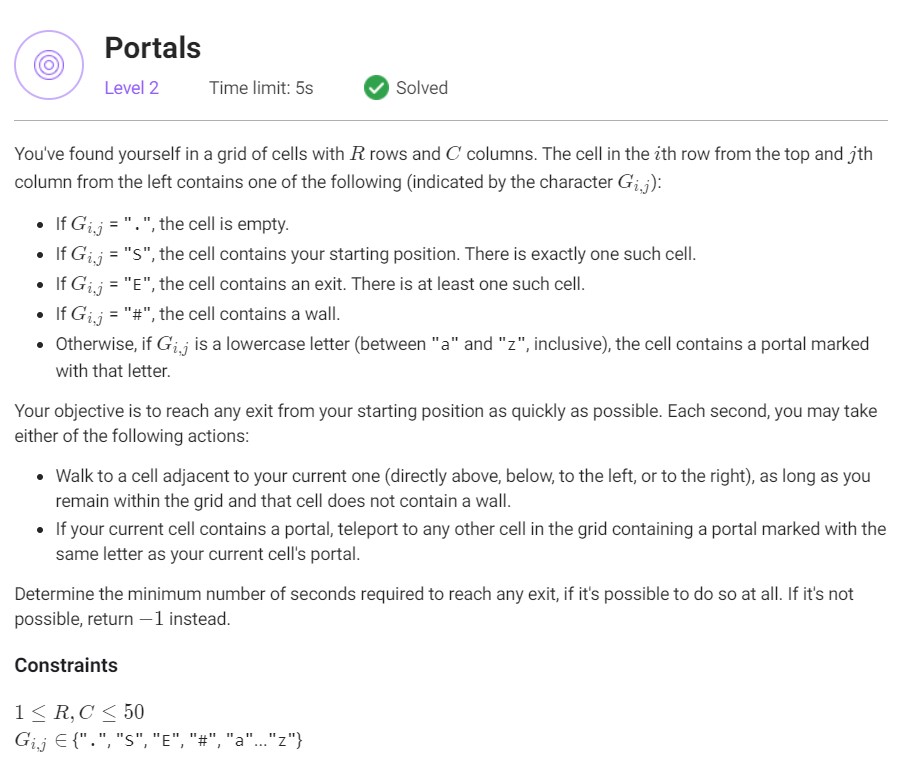 Portals
Level 2 Time limit: 5s Solved
You've found yourself in a grid of cells with R rows and C columns. The cell in the ith row from the top and jth
column from the left contains one of the following (indicated by the character G_{i,j}):
• If G_{i,j} = ".", the cell is empty.
• If G_{i,j} = "S", the cell contains your starting position. There is exactly one such cell.
• If G_{i,j} = "E", the cell contains an exit. There is at least one such cell.
• If G_{i,j} = "#", the cell contains a wall.
• Otherwise, if G_{i,j} is a lowercase letter (between "a" and "z", inclusive), the cell contains a portal marked
with that letter.
Your objective is to reach any exit from your starting position as quickly as possible. Each second, you may take
either of the following actions:
• Walk to a cell adjacent to your current one (directly above, below, to the left, or to the right), as long as you
remain within the grid and that cell does not contain a wall.
• If your current cell contains a portal, teleport to any other cell in the grid containing a portal marked with the
same letter as your current cell's portal.
Determine the minimum number of seconds required to reach any exit, if it's possible to do so at all. If it's not
possible, return −1 instead.
Constraints
1 ≤ R, C ≤ 50
G_{i,j} ∈ {".", "S", "E", "#", "a"..."z"}